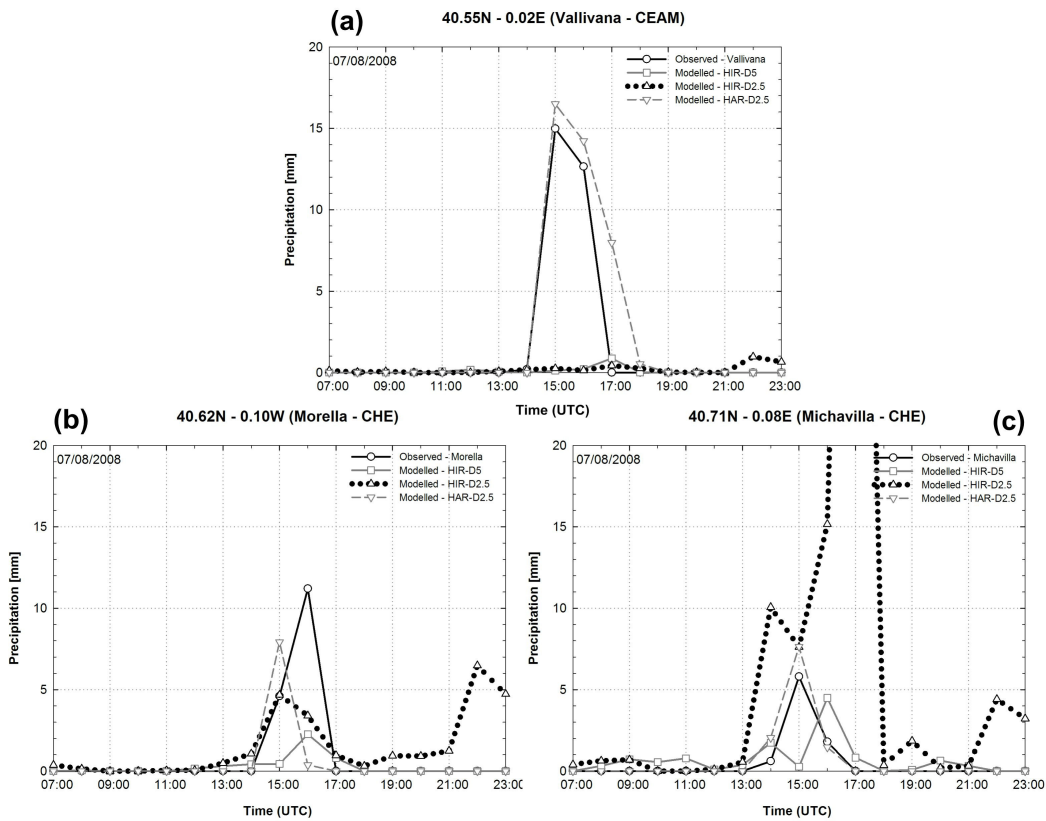 (a)
40.55N - 0.02E (Vallivana - CEAM)
07/08/2008
Observed - Vallivana
Modelled - HIR-D5
Modelled - HIR-D2.5
Modelled - HAR-D2.5
Precipitation [mm]
20
15
10
5
0
07:00 11:00 13:00 15:00 17:00 19:00 23:00
Time (UTC)
(b)
40.62N - 0.10W (Morella - CHE)
07/08/2008
Observed - Morella
Modelled - HIR-D5
Modelled - HIR-D2.5
Modelled - HAR-D2.5
Precipitation [mm]
20
15
10
5
0
07:00 09:00 11:00 13:00 15:00 17:00 19:00 21:00 23:00
Time (UTC)
40.71N - 0.08E (Michavilla - CHE)
(c)
07/08/2008
Observed - Michavilla
Modelled - HIR-D5
Modelled - HIR-D2.5
Modelled - HAR-D2.5
Precipitation [mm]
20
15
10
5
0
07:00 09:00 11:00 13:00 15:00 17:00 19:00 21:00 23:00
Time (UTC)